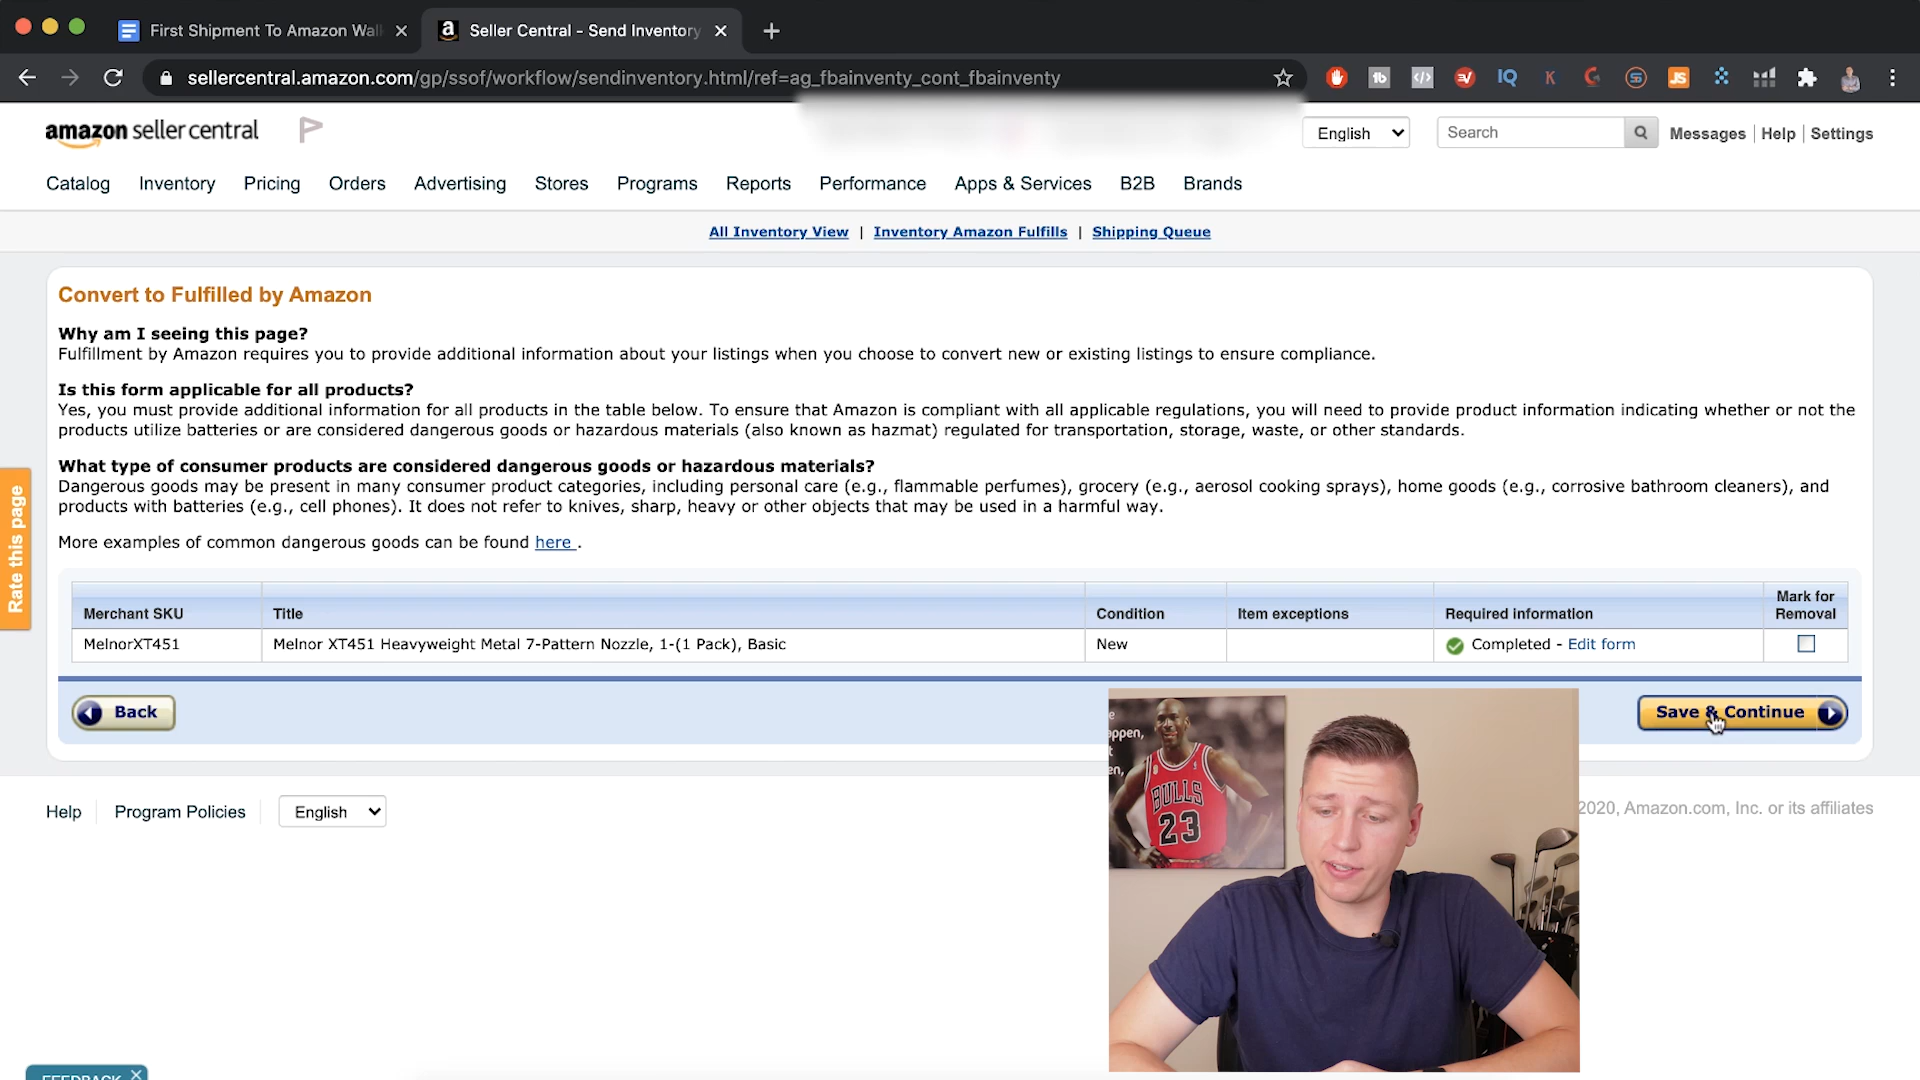 First Shipment To Amazon Wal
Seller Central - Send Inventory
sellercentral.amazon.com/gp/ssof/workflow/sendinventory.html/ref=ag_fbainventy_cont_fbainventy
amazon seller central
English
Search
Messages | Help | Settings
Catalog Inventory Pricing Orders Advertising Stores Programs Reports Performance Apps & Services B2B Brands
All Inventory View | Inventory Amazon Fulfills | Shipping Queue
Convert to Fulfilled by Amazon
Why am I seeing this page?
Fulfillment by Amazon requires you to provide additional information about your listings when you choose to convert new or existing listings to ensure compliance.
Is this form applicable for all products?
Yes, you must provide additional information for all products in the table below. To ensure that Amazon is compliant with all applicable regulations, you will need to provide product information indicating whether or not the
products utilize batteries or are considered dangerous goods or hazardous materials (also known as hazmat) regulated for transportation, storage, waste, or other standards.
What type of consumer products are considered dangerous goods or hazardous materials?
Dangerous goods may be present in many consumer product categories, including personal care (e.g., flammable perfumes), grocery (e.g., aerosol cooking sprays), home goods (e.g., corrosive bathroom cleaners), and
products with batteries (e.g., cell phones). It does not refer to knives, sharp, heavy or other objects that may be used in a harmful way.
More examples of common dangerous goods can be found here .
Rate this page
Merchant SKU Title Condition Item exceptions Required information Mark for
Removal
MelnorXT451 Melnor XT451 Heavyweight Metal 7-Pattern Nozzle, 1-(1 Pack), Basic New Completed - Edit form
Back
Save & Continue
e
appen,
t
en,
BULLS
23
Help Program Policies English
2020, Amazon.com, Inc. or its affiliates
FEEDBACK